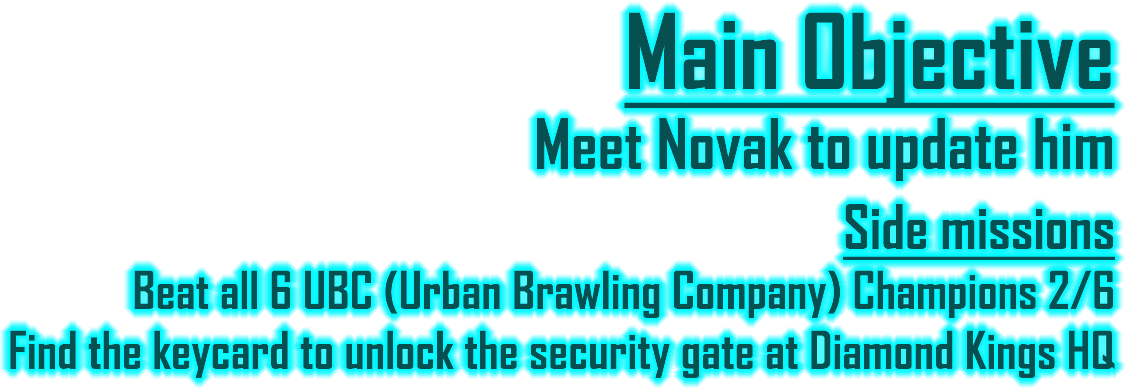 Main Objective
Meet Novak to update him
Side missions
Beat all 6 UBC (Urban Brawling Company) Champions 2/6
Find the keycard to unlock the security gate at Diamond Kings HQ